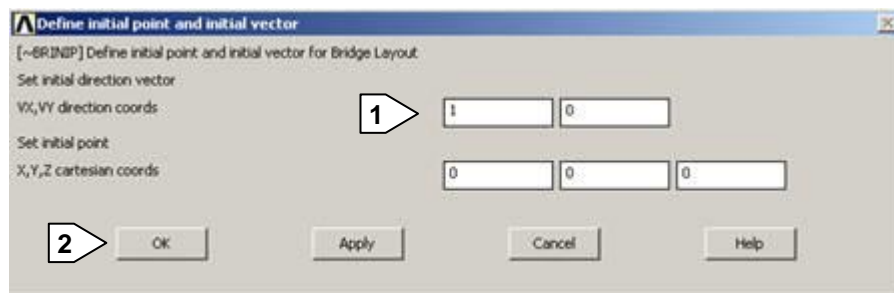 Define initial point and initial vector
[~BRINIP] Define initial point and initial vector for Bridge Layout
Set initial direction vector
VX,VY direction coords 1 1 0
Set initial point
X,Y,Z cartesian coords 0 0 0
2 OK Apply Cancel Help